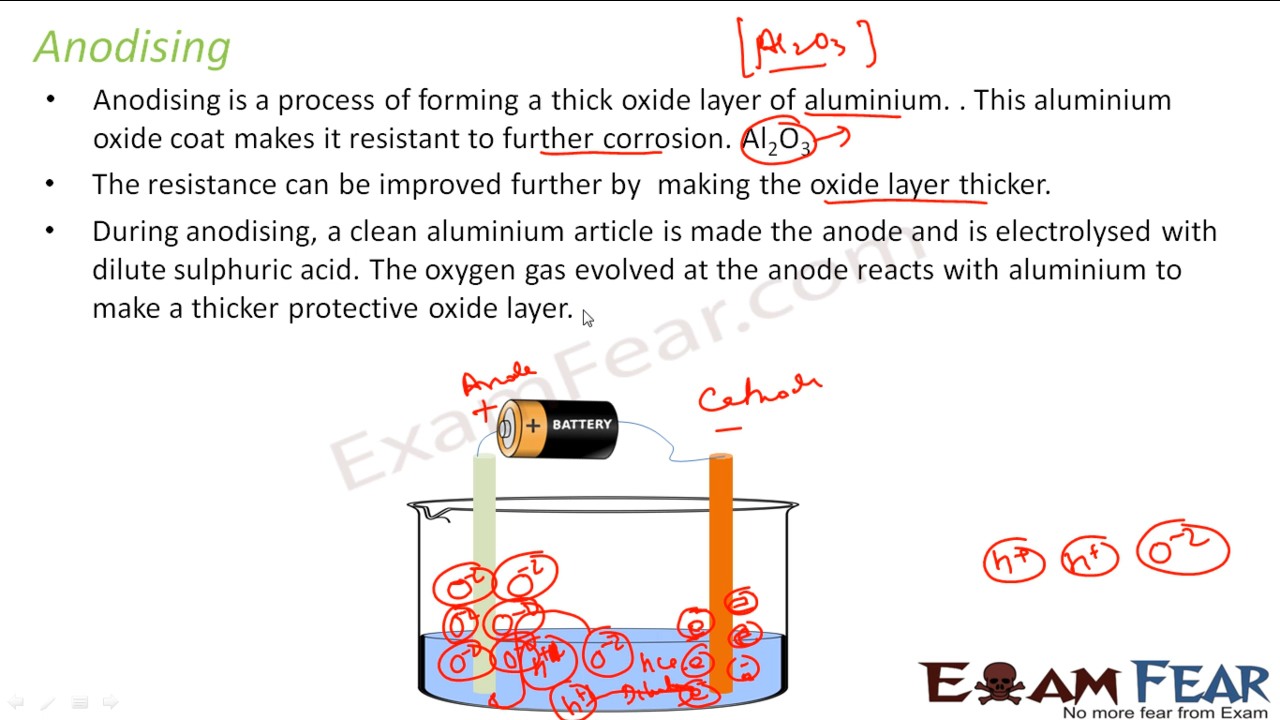 Anodising
[Al2O3]
• Anodising is a process of forming a thick oxide layer of aluminium. . This aluminium
oxide coat makes it resistant to further corrosion. Al₂O₃ →
• The resistance can be improved further by making the oxide layer thicker.
• During anodising, a clean aluminium article is made the anode and is electrolysed with
dilute sulphuric acid. The oxygen gas evolved at the anode reacts with aluminium to
make a thicker protective oxide layer.
ExamFear.com
Anode
Cathode
+
−
+ BATTERY
h+ h+ O-2
O-2 O-2
O-2
O-2
e-
e-
e-
EXAM FEAR
No more fear from Exam